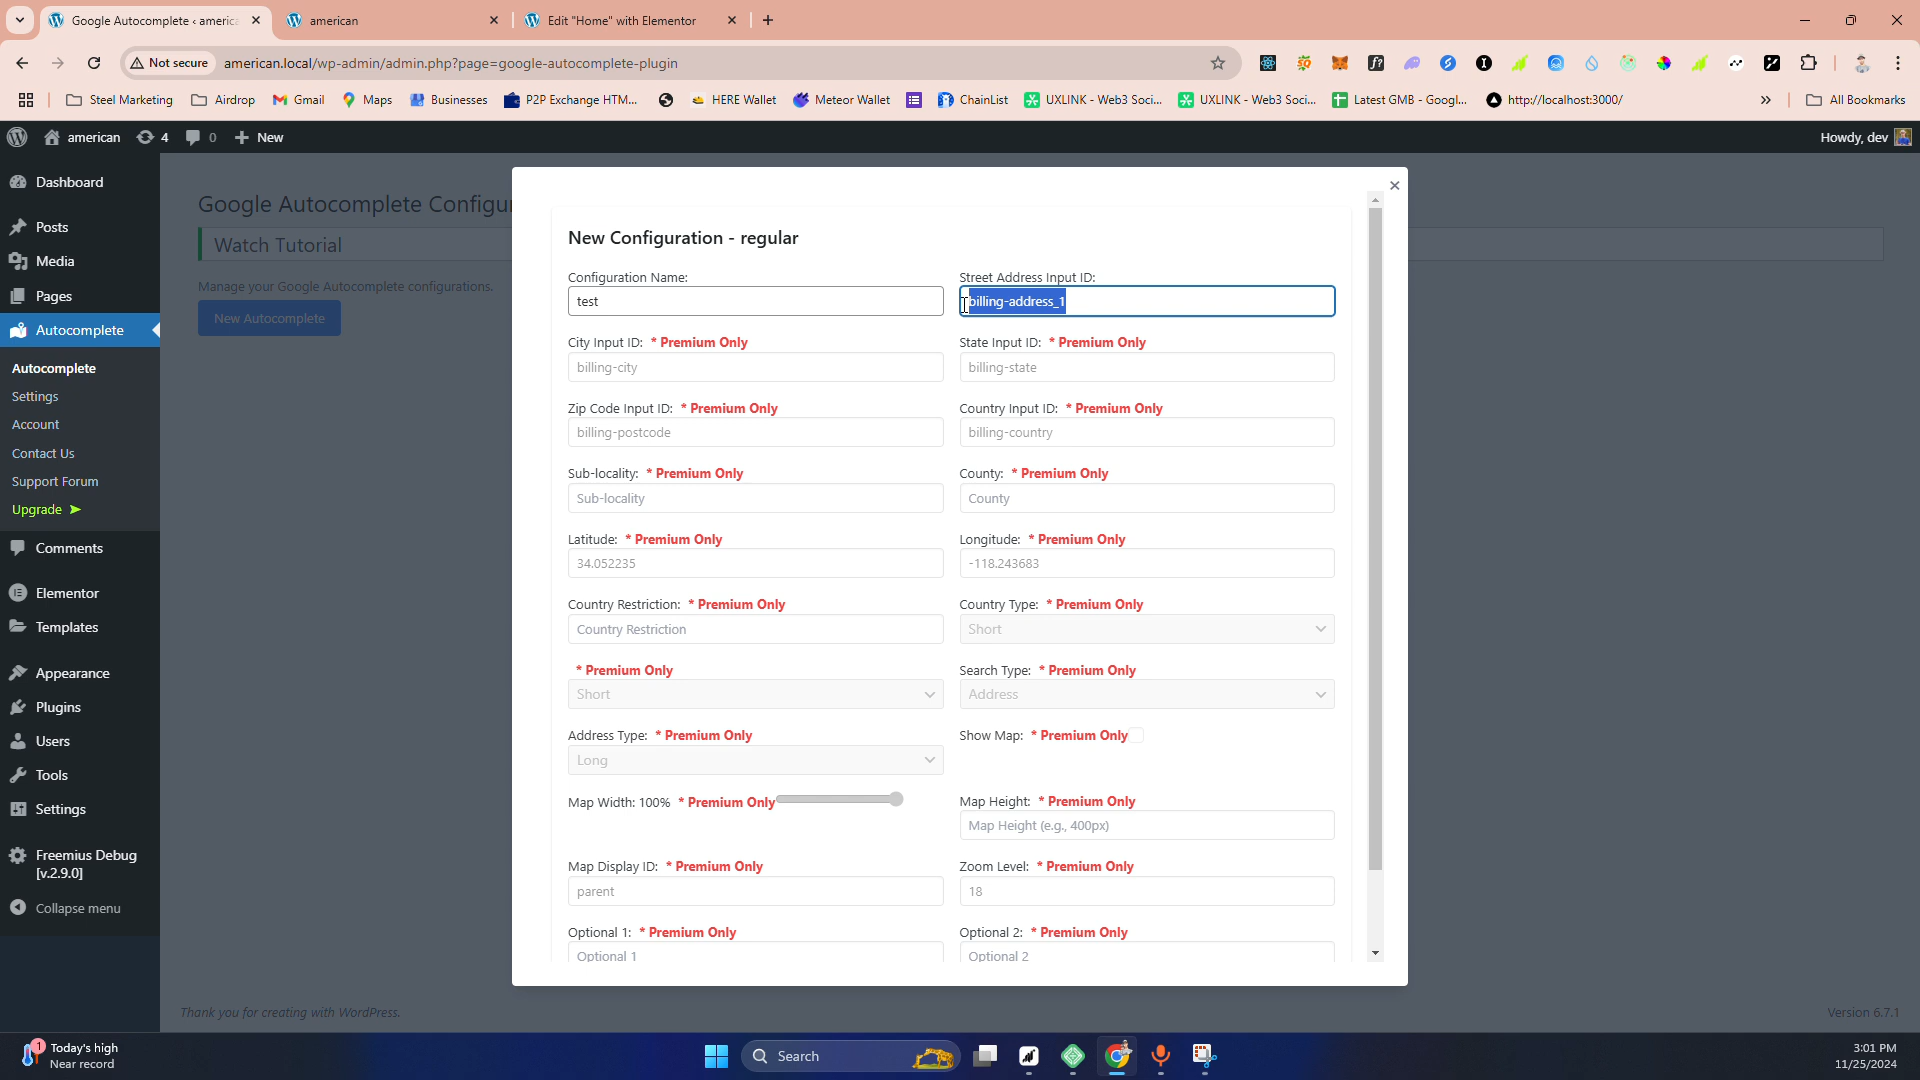 Google Autocomplete ‹ americ
american
Edit "Home" with Elementor
Not secure
american.local/wp-admin/admin.php?page=google-autocomplete-plugin
Steel Marketing
Airdrop
Gmail
Maps
Businesses
P2P Exchange HTM...
HERE Wallet
Meteor Wallet
ChainList
UXLINK - Web3 Soci...
UXLINK - Web3 Soci...
Latest GMB - Googl...
http://localhost:3000/
»
All Bookmarks
american
4
0
New
Howdy, dev
Dashboard
Posts
Media
Pages
Autocomplete
Autocomplete
Settings
Account
Contact Us
Support Forum
Upgrade ➤
Comments
Elementor
Templates
Appearance
Plugins
Users
Tools
Settings
Freemius Debug
[v.2.9.0]
Collapse menu
Google Autocomplete Configu
Watch Tutorial
Manage your Google Autocomplete configurations.
New Autocomplete
×
New Configuration - regular
Configuration Name:
test
Street Address Input ID:
billing-address_1
City Input ID: * Premium Only
billing-city
State Input ID: * Premium Only
billing-state
Zip Code Input ID: * Premium Only
billing-postcode
Country Input ID: * Premium Only
billing-country
Sub-locality: * Premium Only
Sub-locality
County: * Premium Only
County
Latitude: * Premium Only
34.052235
Longitude: * Premium Only
-118.243683
Country Restriction: * Premium Only
Country Restriction
Country Type: * Premium Only
Short
* Premium Only
Short
Search Type: * Premium Only
Address
Address Type: * Premium Only
Long
Show Map: * Premium Only
Map Width: 100% * Premium Only
Map Height: * Premium Only
Map Height (e.g., 400px)
Map Display ID: * Premium Only
parent
Zoom Level: * Premium Only
18
Optional 1: * Premium Only
Optional 1
Optional 2: * Premium Only
Optional 2
Thank you for creating with WordPress.
Version 6.7.1
1
Today's high
Near record
Search
3:01 PM
11/25/2024